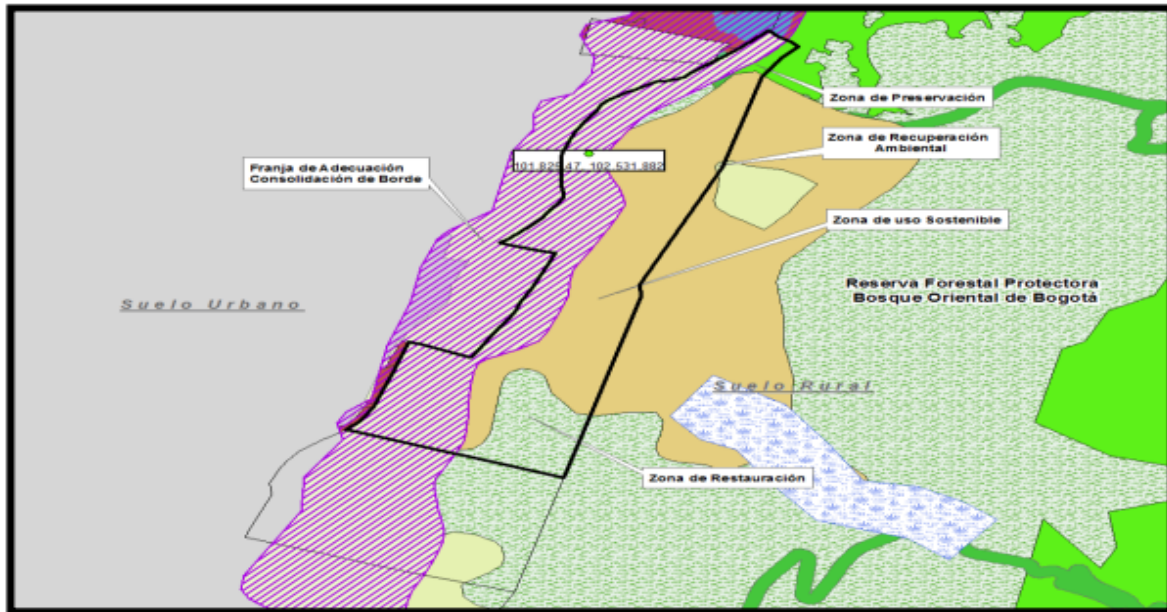 Zona de Preservación
Zona de Recuperación
Ambiental
Franja de Adecuación
Consolidación de Borde
Zona de uso Sostenible
Reserva Forestal Protectora
Bosque Oriental de Bogotá
Suelo Urbano
Suelo Rural
Zona de Restauración